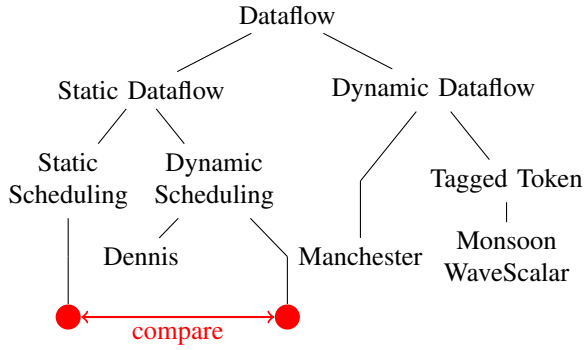 Dataflow
Static Dataflow
Dynamic Dataflow
Static
Scheduling
Dynamic
Scheduling
Tagged Token
Dennis
Manchester
Monsoon
WaveScalar
compare